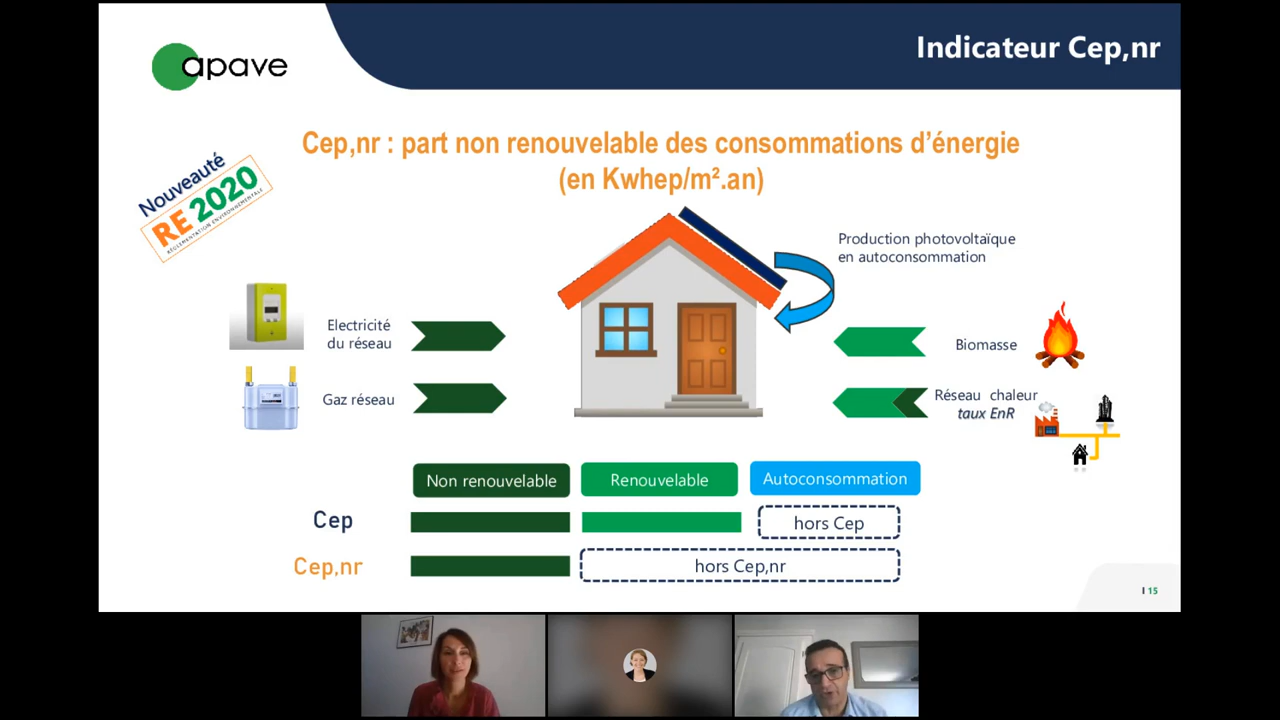 apave
Indicateur Cep,nr
Cep,nr : part non renouvelable des consommations d’énergie
(en Kwhep/m².an)
Nouveauté
RE 2020
RÉGLEMENTATION ENVIRONNEMENTALE
Production photovoltaïque
en autoconsommation
Electricité
du réseau
Gaz réseau
Biomasse
Réseau chaleur
taux EnR
Non renouvelable
Renouvelable
Autoconsommation
Cep
hors Cep
Cep,nr
hors Cep,nr
I 15